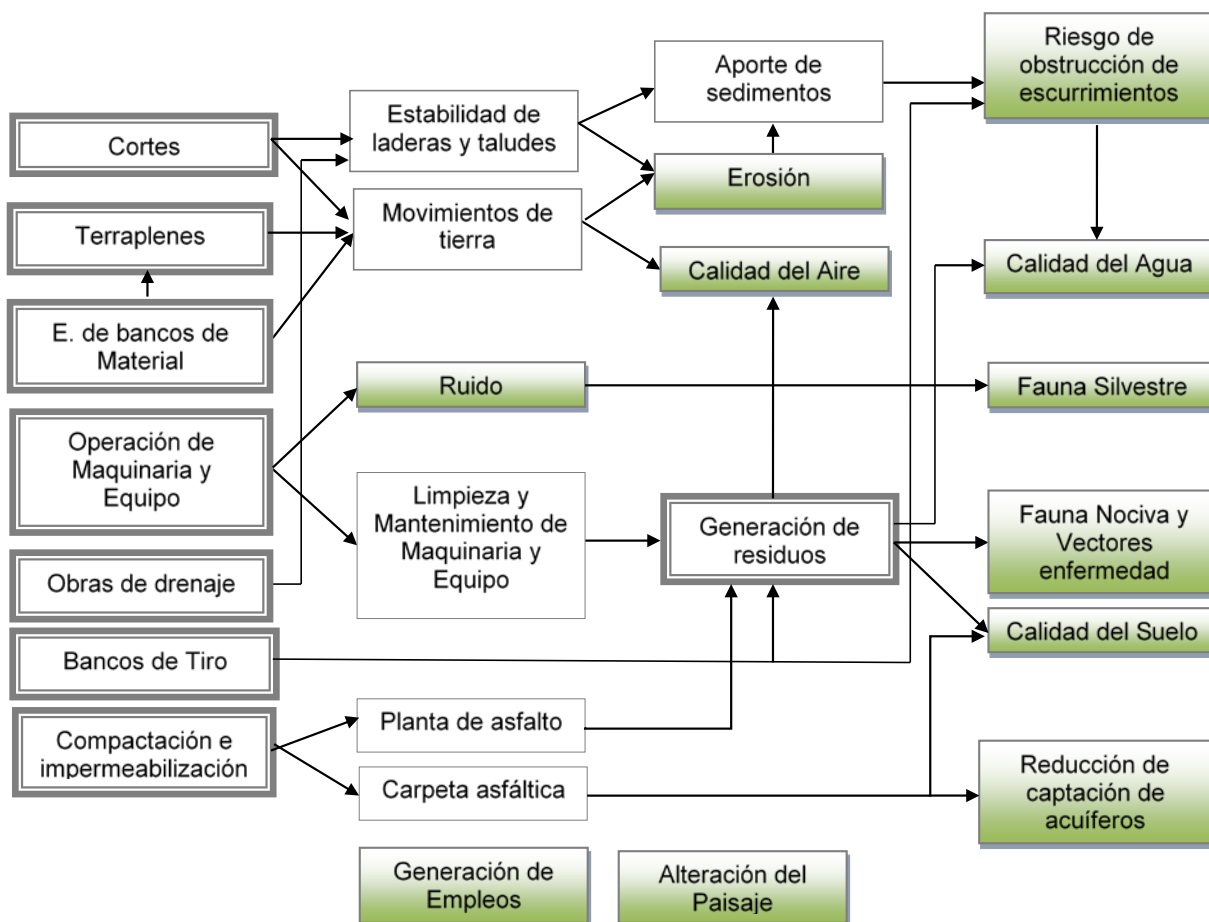 Cortes
Terraplenes
E. de bancos de
Material
Operación de
Maquinaria y
Equipo
Obras de drenaje
Bancos de Tiro
Compactación e
impermeabilización
Estabilidad de
laderas y taludes
Movimientos de
tierra
Ruido
Limpieza y
Mantenimiento de
Maquinaria y
Equipo
Planta de asfalto
Carpeta asfáltica
Generación de
Empleos
Aporte de
sedimentos
Erosión
Calidad del Aire
Generación de
residuos
Alteración del
Paisaje
Riesgo de
obstrucción de
escurrimientos
Calidad del Agua
Fauna Silvestre
Fauna Nociva y
Vectores
enfermedad
Calidad del Suelo
Reducción de
captación de
acuíferos